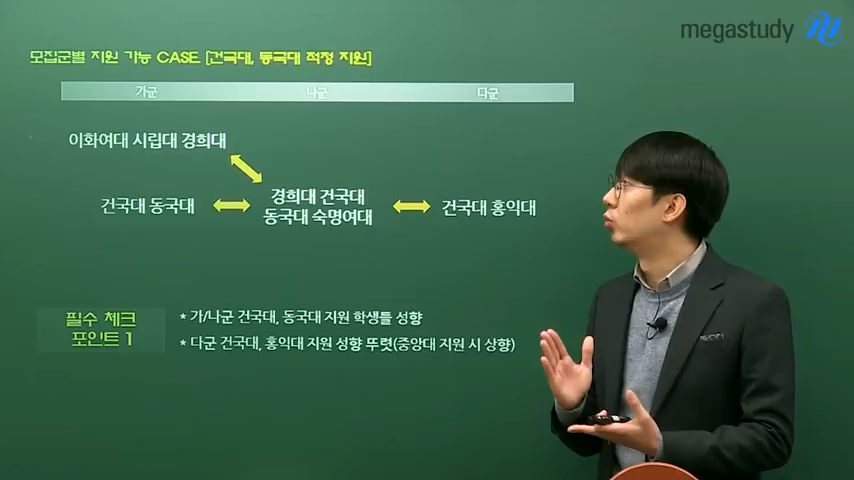 megastudy
모집군별 지원 가능 CASE [건국대, 동국대 적정 지원]
가군 나군 다군
이화여대 시립대 경희대
건국대 동국대
경희대 건국대
동국대 숙명여대
건국대 홍익대
필수 체크
포인트 1
* 가/나군 건국대, 동국대 지원 학생들 성향
* 다군 건국대, 홍익대 지원 성향 뚜렷(중앙대 지원 시 상향)